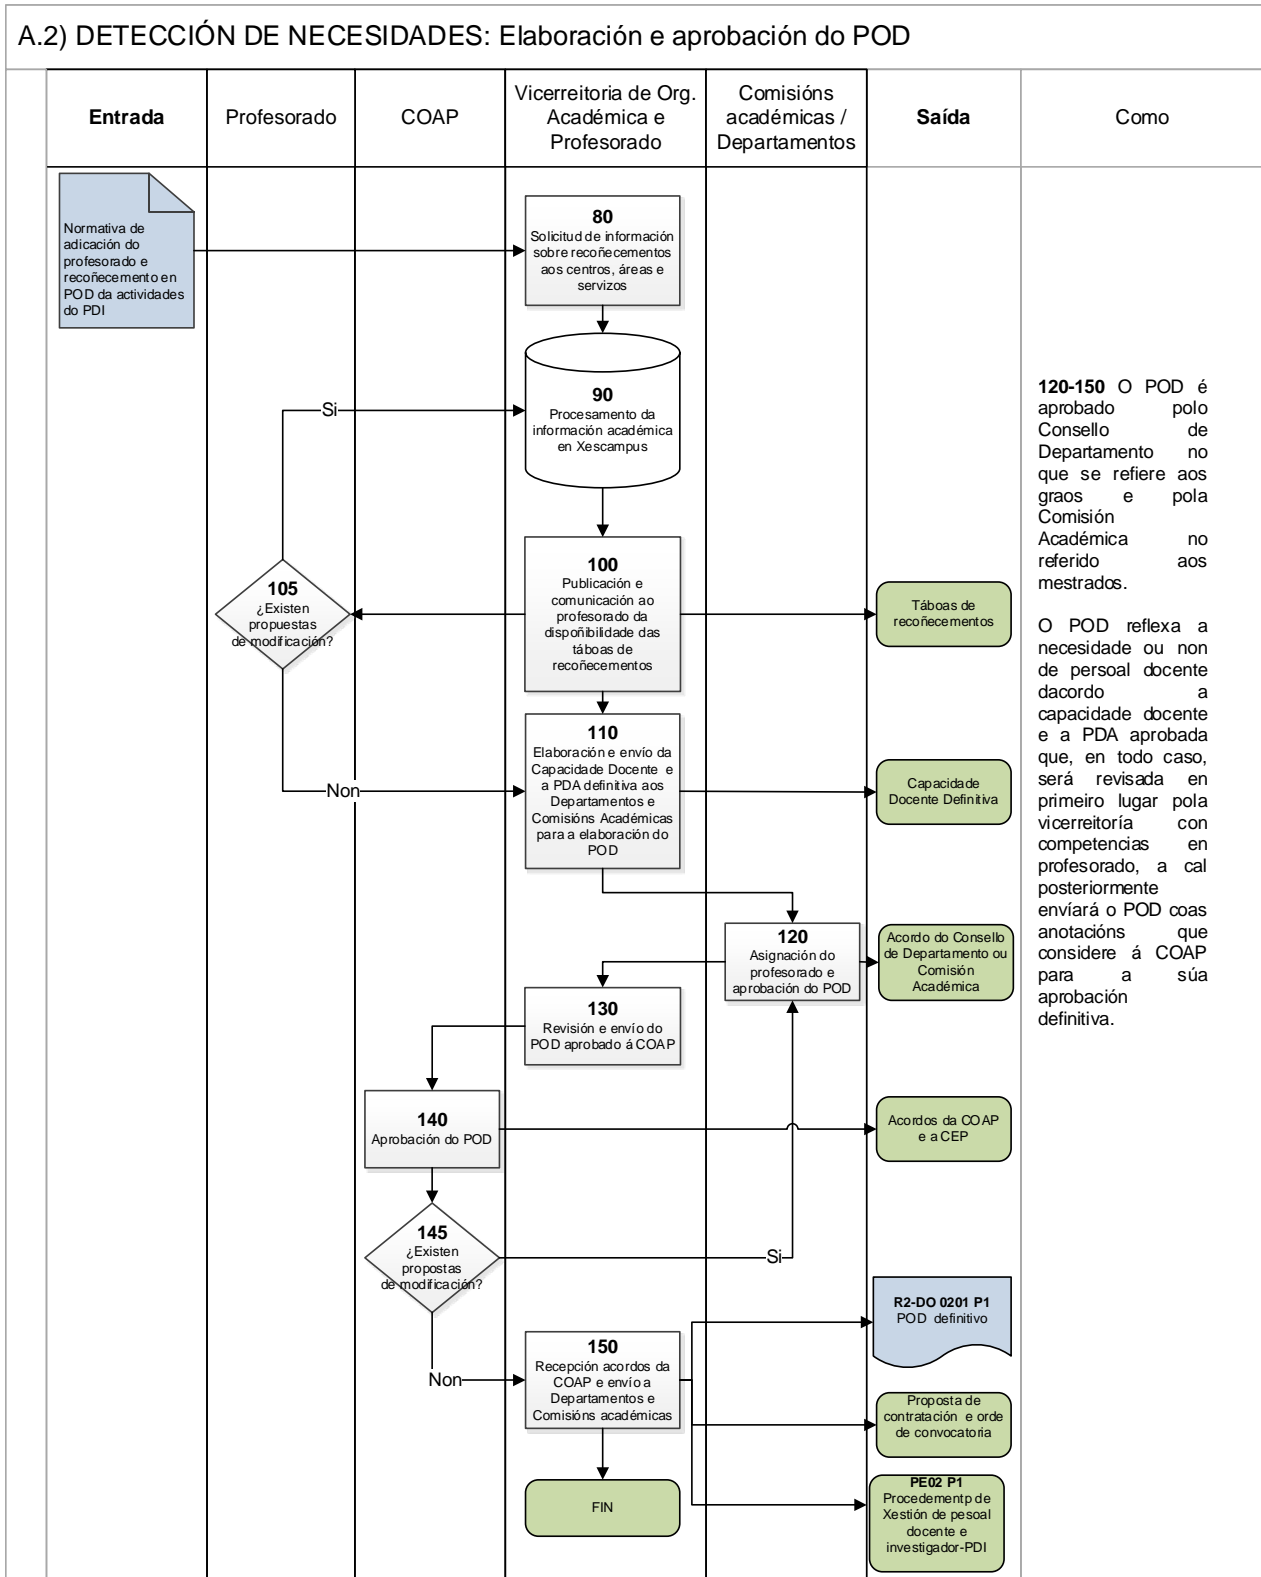 A.2) DETECCIÓN DE NECESIDADES: Elaboración e aprobación do POD
Entrada
Profesorado
COAP
Vicerreitoria de Org.
Académica e
Profesorado
Comisións
académicas /
Departamentos
Saída
Como
Normativa de
adicación do
profesorado e
recoñecemento en
POD da actividades
do PDI
80
Solicitud de información
sobre recoñecementos
aos centros, áreas e
servizos
90
Procesamento da
información académica
en Xescampus
Si
100
Publicación e
comunicación ao
profesorado da
dispoñibilidade das
táboas de
recoñecementos
105
¿Existen
propuestas
de modificación?
Táboas de
recoñecementos
110
Elaboración e envío da
Capacidade Docente e
a PDA definitiva aos
Departamentos e
Comisións Académicas
para a elaboración do
POD
Non
Capacidade
Docente Definitiva
120
Asignación do
profesorado e
aprobación do POD
Acordo do Consello
de Departamento ou
Comisión
Académica
130
Revisión e envío do
POD aprobado á COAP
140
Aprobación do POD
Acordos da COAP
e a CEP
145
¿Existen
propostas
de modificación?
Si
Non
150
Recepción acordos da
COAP e envío a
Departamentos e
Comisións académicas
R2-DO 0201 P1
POD definitivo
Proposta de
contratación e orde
de convocatoria
FIN
PE02 P1
Procedementp de
Xestión de pesoal
docente e
investigador-PDI
120-150 O POD é
aprobado polo
Consello de
Departamento no
que se refiere aos
graos e pola
Comisión
Académica no
referido aos
mestrados.
O POD reflexa a
necesidade ou non
de persoal docente
dacordo a
capacidade docente
e a PDA aprobada
que, en todo caso,
será revisada en
primeiro lugar pola
vicerreitoría con
competencias en
profesorado, a cal
posteriormente
envíará o POD coas
anotacións que
considere á COAP
para a súa
aprobación
definitiva.